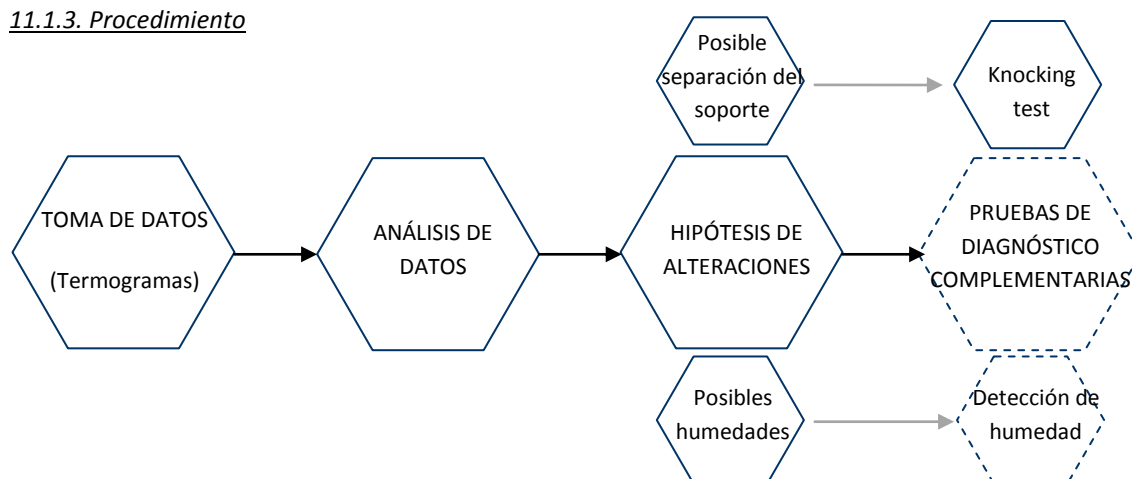 11.1.3. Procedimiento
Posible
separación del
soporte
Knocking
test
TOMA DE DATOS
(Termogramas)
ANÁLISIS DE
DATOS
HIPÓTESIS DE
ALTERACIONES
PRUEBAS DE
DIAGNÓSTICO
COMPLEMENTARIAS
Posibles
humedades
Detección de
humedad